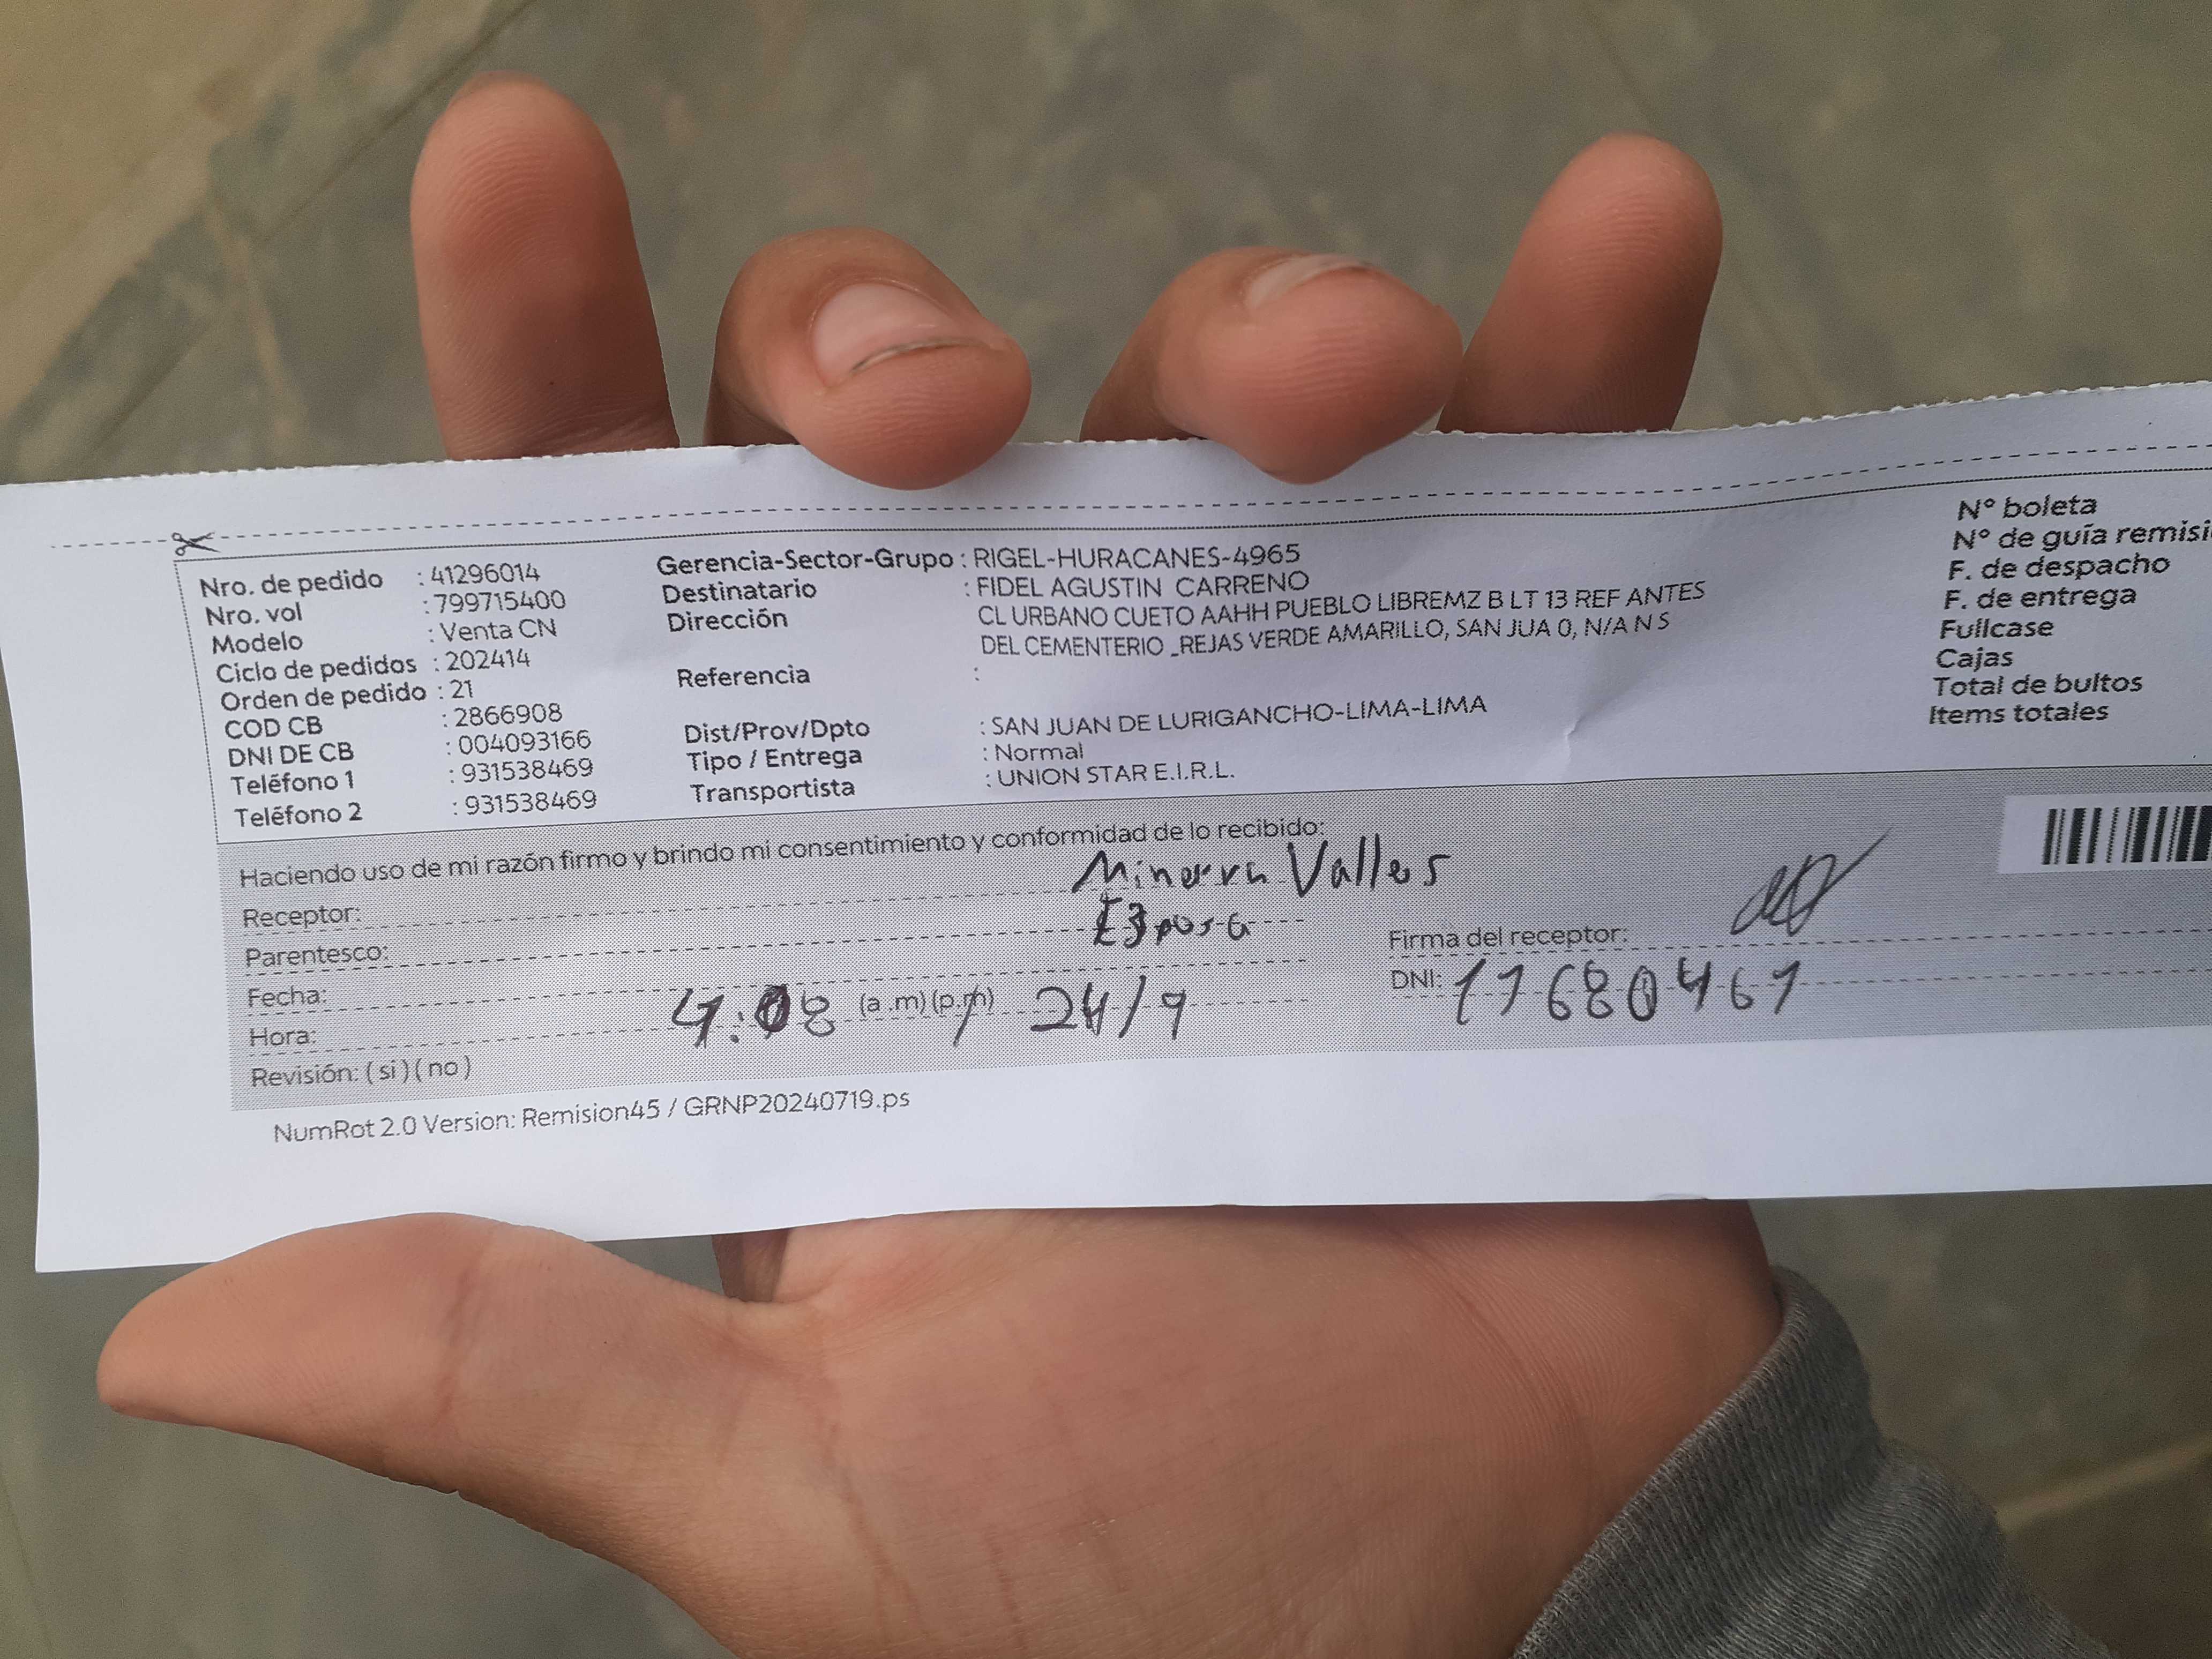 Nro. de pedido : 41296014
Nro. vol : 799715400
Modelo : Venta CN
Ciclo de pedidos : 202414
Orden de pedido : 21
COD CB : 2866908
DNI DE CB : 004093166
Teléfono 1 : 931538469
Teléfono 2 : 931538469
Gerencia-Sector-Grupo : RIGEL-HURACANES-4965
Destinatario : FIDEL AGUSTIN CARRENO
Dirección CL URBANO CUETO AAHH PUEBLO LIBREMZ B LT 13 REF ANTES
DEL CEMENTERIO _REJAS VERDE AMARILLO, SAN JUA 0, N/A N S
Referencia :
Dist/Prov/Dpto : SAN JUAN DE LURIGANCHO-LIMA-LIMA
Tipo / Entrega : Normal
Transportista : UNION STAR E.I.R.L.
N° boleta
N° de guía remisi
F. de despacho
F. de entrega
Fullcase
Cajas
Total de bultos
Items totales
Haciendo uso de mi razón firmo y brindo mi consentimiento y conformidad de lo recibido:
Receptor: Minerva Valles
Parentesco: Esposa
Firma del receptor:
Fecha:
DNI:
Hora: 4:08 (a.m) (p.m) 24/9
Revisión: ( si ) ( no )
NumRot 2.0 Version: Remision45 / GRNP20240719.ps